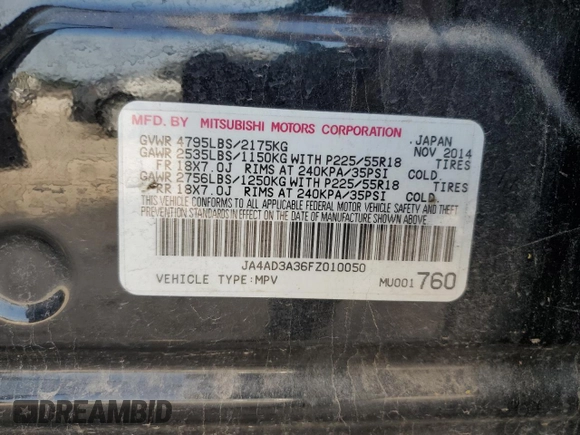 MFD. BY MITSUBISHI MOTORS CORPORATION JAPAN
GVWR 4795LBS/2175KG NOV 2014
GAWR 2535LBS/1150KG WITH P225/55R18 TIRES
FR 18X7.0J RIMS AT 240KPA/35PSI COLD.
GAWR 2756LBS/1250KG WITH P225/55R18 TIRES
RR 18X7.0J RIMS AT 240KPA/35PSI COLD.
THIS VEHICLE CONFORMS TO ALL APPLICABLE FEDERAL MOTOR VEHICLE SAFETY AND THEFT
PREVENTION STANDARDS IN EFFECT ON THE DATE OF MANUFACTURE SHOWN ABOVE.
JA4AD3A36FZ010050
VEHICLE TYPE:MPV MU001760
DREAMBID